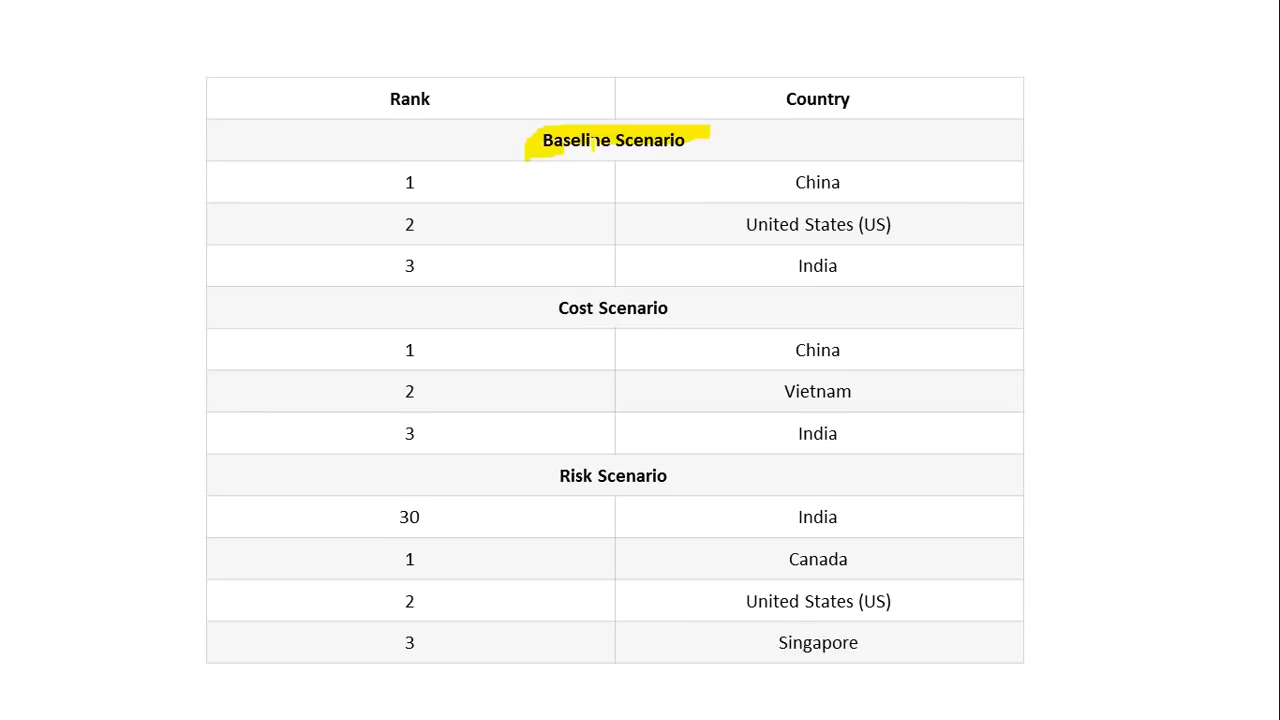 Rank Country
Baseline Scenario
1 China
2 United States (US)
3 India
Cost Scenario
1 China
2 Vietnam
3 India
Risk Scenario
30 India
1 Canada
2 United States (US)
3 Singapore